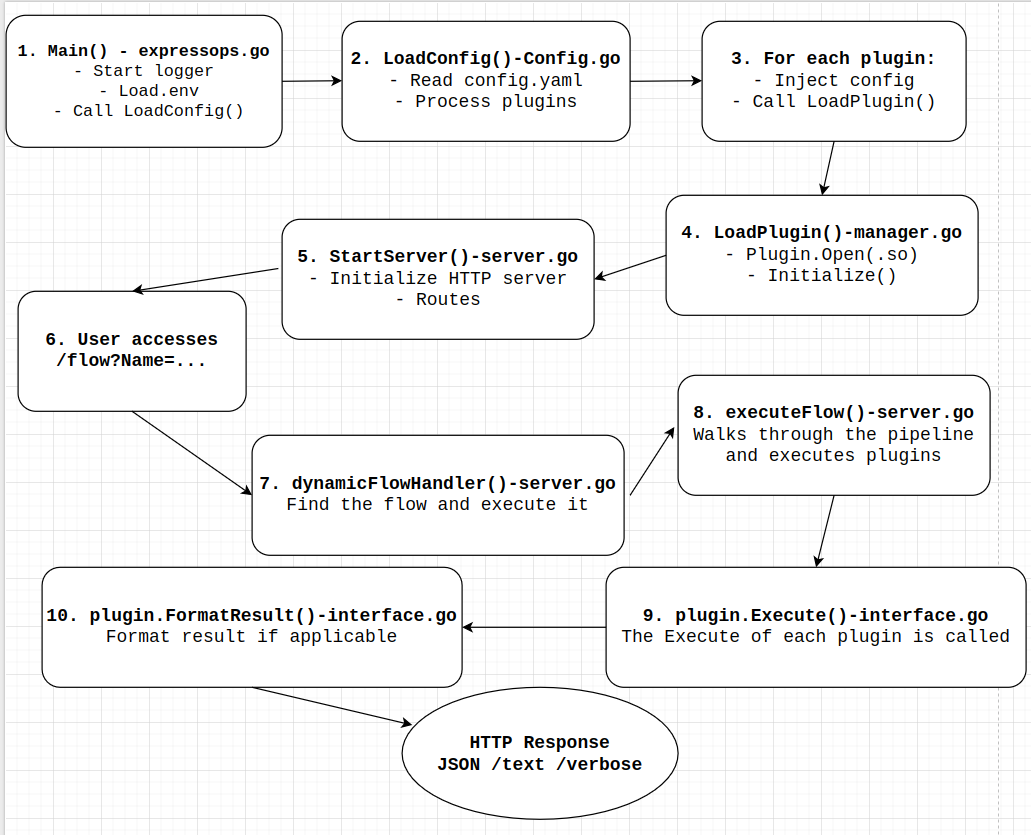 1. Main() - expressops.go
- Start logger
- Load.env
- Call LoadConfig()
2. LoadConfig()-Config.go
- Read config.yaml
- Process plugins
3. For each plugin:
- Inject config
- Call LoadPlugin()
4. LoadPlugin()-manager.go
- Plugin.Open(.so)
- Initialize()
5. StartServer()-server.go
- Initialize HTTP server
- Routes
6. User accesses
/flow?Name=...
7. dynamicFlowHandler()-server.go
Find the flow and execute it
8. executeFlow()-server.go
Walks through the pipeline
and executes plugins
9. plugin.Execute()-interface.go
The Execute of each plugin is called
10. plugin.FormatResult()-interface.go
Format result if applicable
HTTP Response
JSON /text /verbose